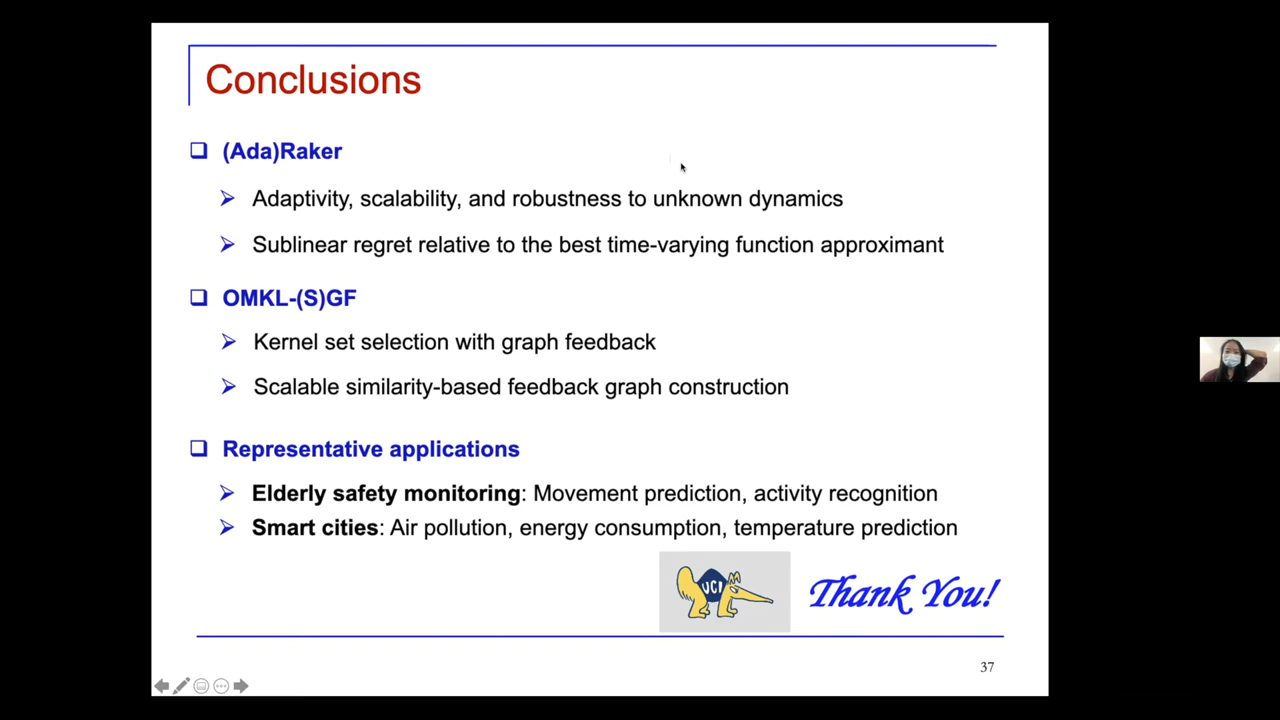 Conclusions
(Ada)Raker
Adaptivity, scalability, and robustness to unknown dynamics
Sublinear regret relative to the best time-varying function approximant
OMKL-(S)GF
Kernel set selection with graph feedback
Scalable similarity-based feedback graph construction
Representative applications
Elderly safety monitoring: Movement prediction, activity recognition
Smart cities: Air pollution, energy consumption, temperature prediction
UCI
Thank You!
37